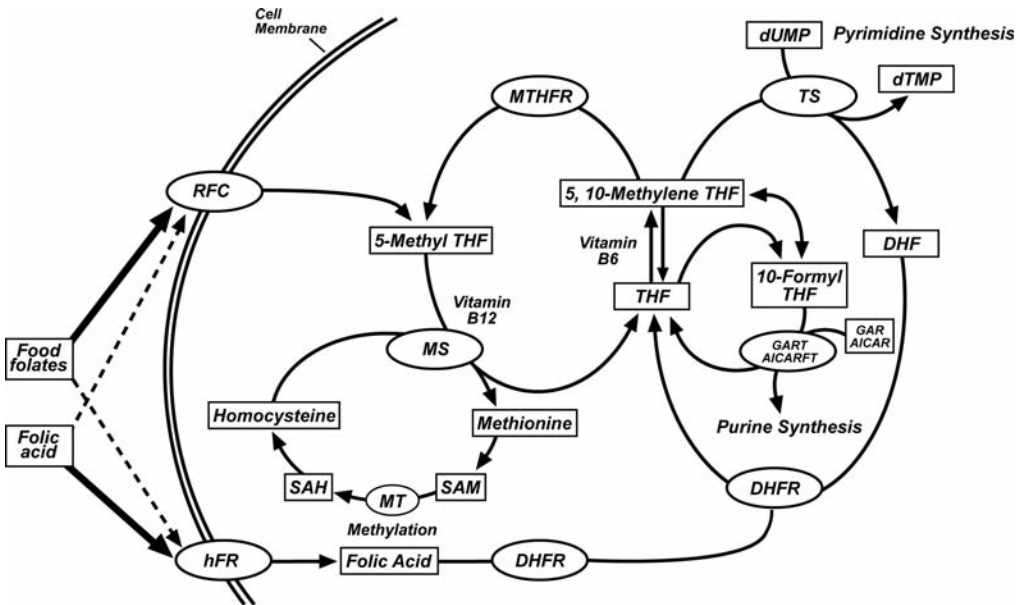 Cell
Membrane
dUMP
Pyrimidine Synthesis
dTMP
MTHFR
TS
RFC
5, 10-Methylene THF
5-Methyl THF
Vitamin
B6
DHF
10-Formyl
THF
THF
Vitamin
B12
MS
GART
AICARFT
GAR
AICAR
Food
folates
Homocysteine
Methionine
Purine Synthesis
Folic
acid
SAH
MT
SAM
DHFR
Methylation
hFR
Folic Acid
DHFR